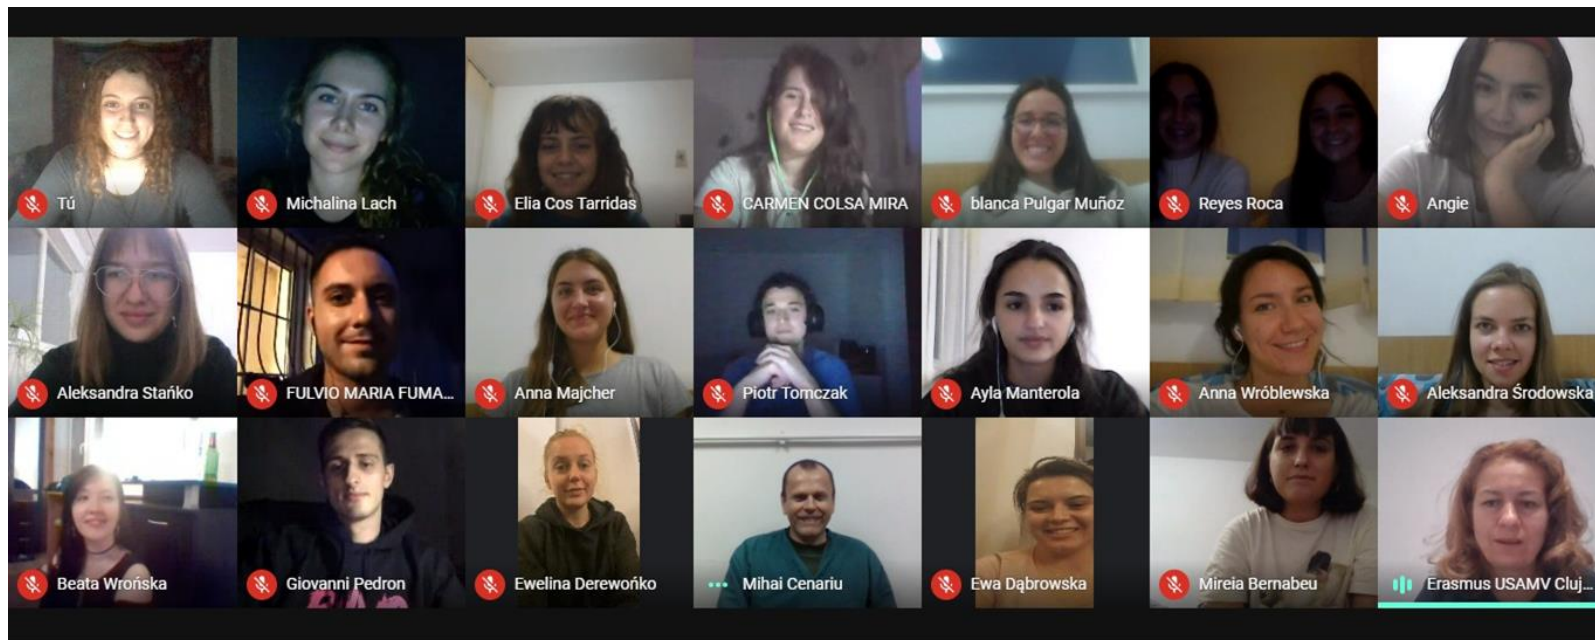 Tú
Michalina Lach
Elia Cos Tarridas
CARMEN COLSA MIRA
blanca Pulgar Muñoz
Reyes Roca
Angie
Aleksandra Stańko
FULVIO MARIA FUMA...
Anna Majcher
Piotr Tomczak
Ayla Manterola
Anna Wróblewska
Aleksandra Środowska
Beata Wrońska
Giovanni Pedron
Ewelina Derewońko
Mihai Cenariu
Ewa Dąbrowska
Mireia Bernabeu
Erasmus USAMV Cluj...